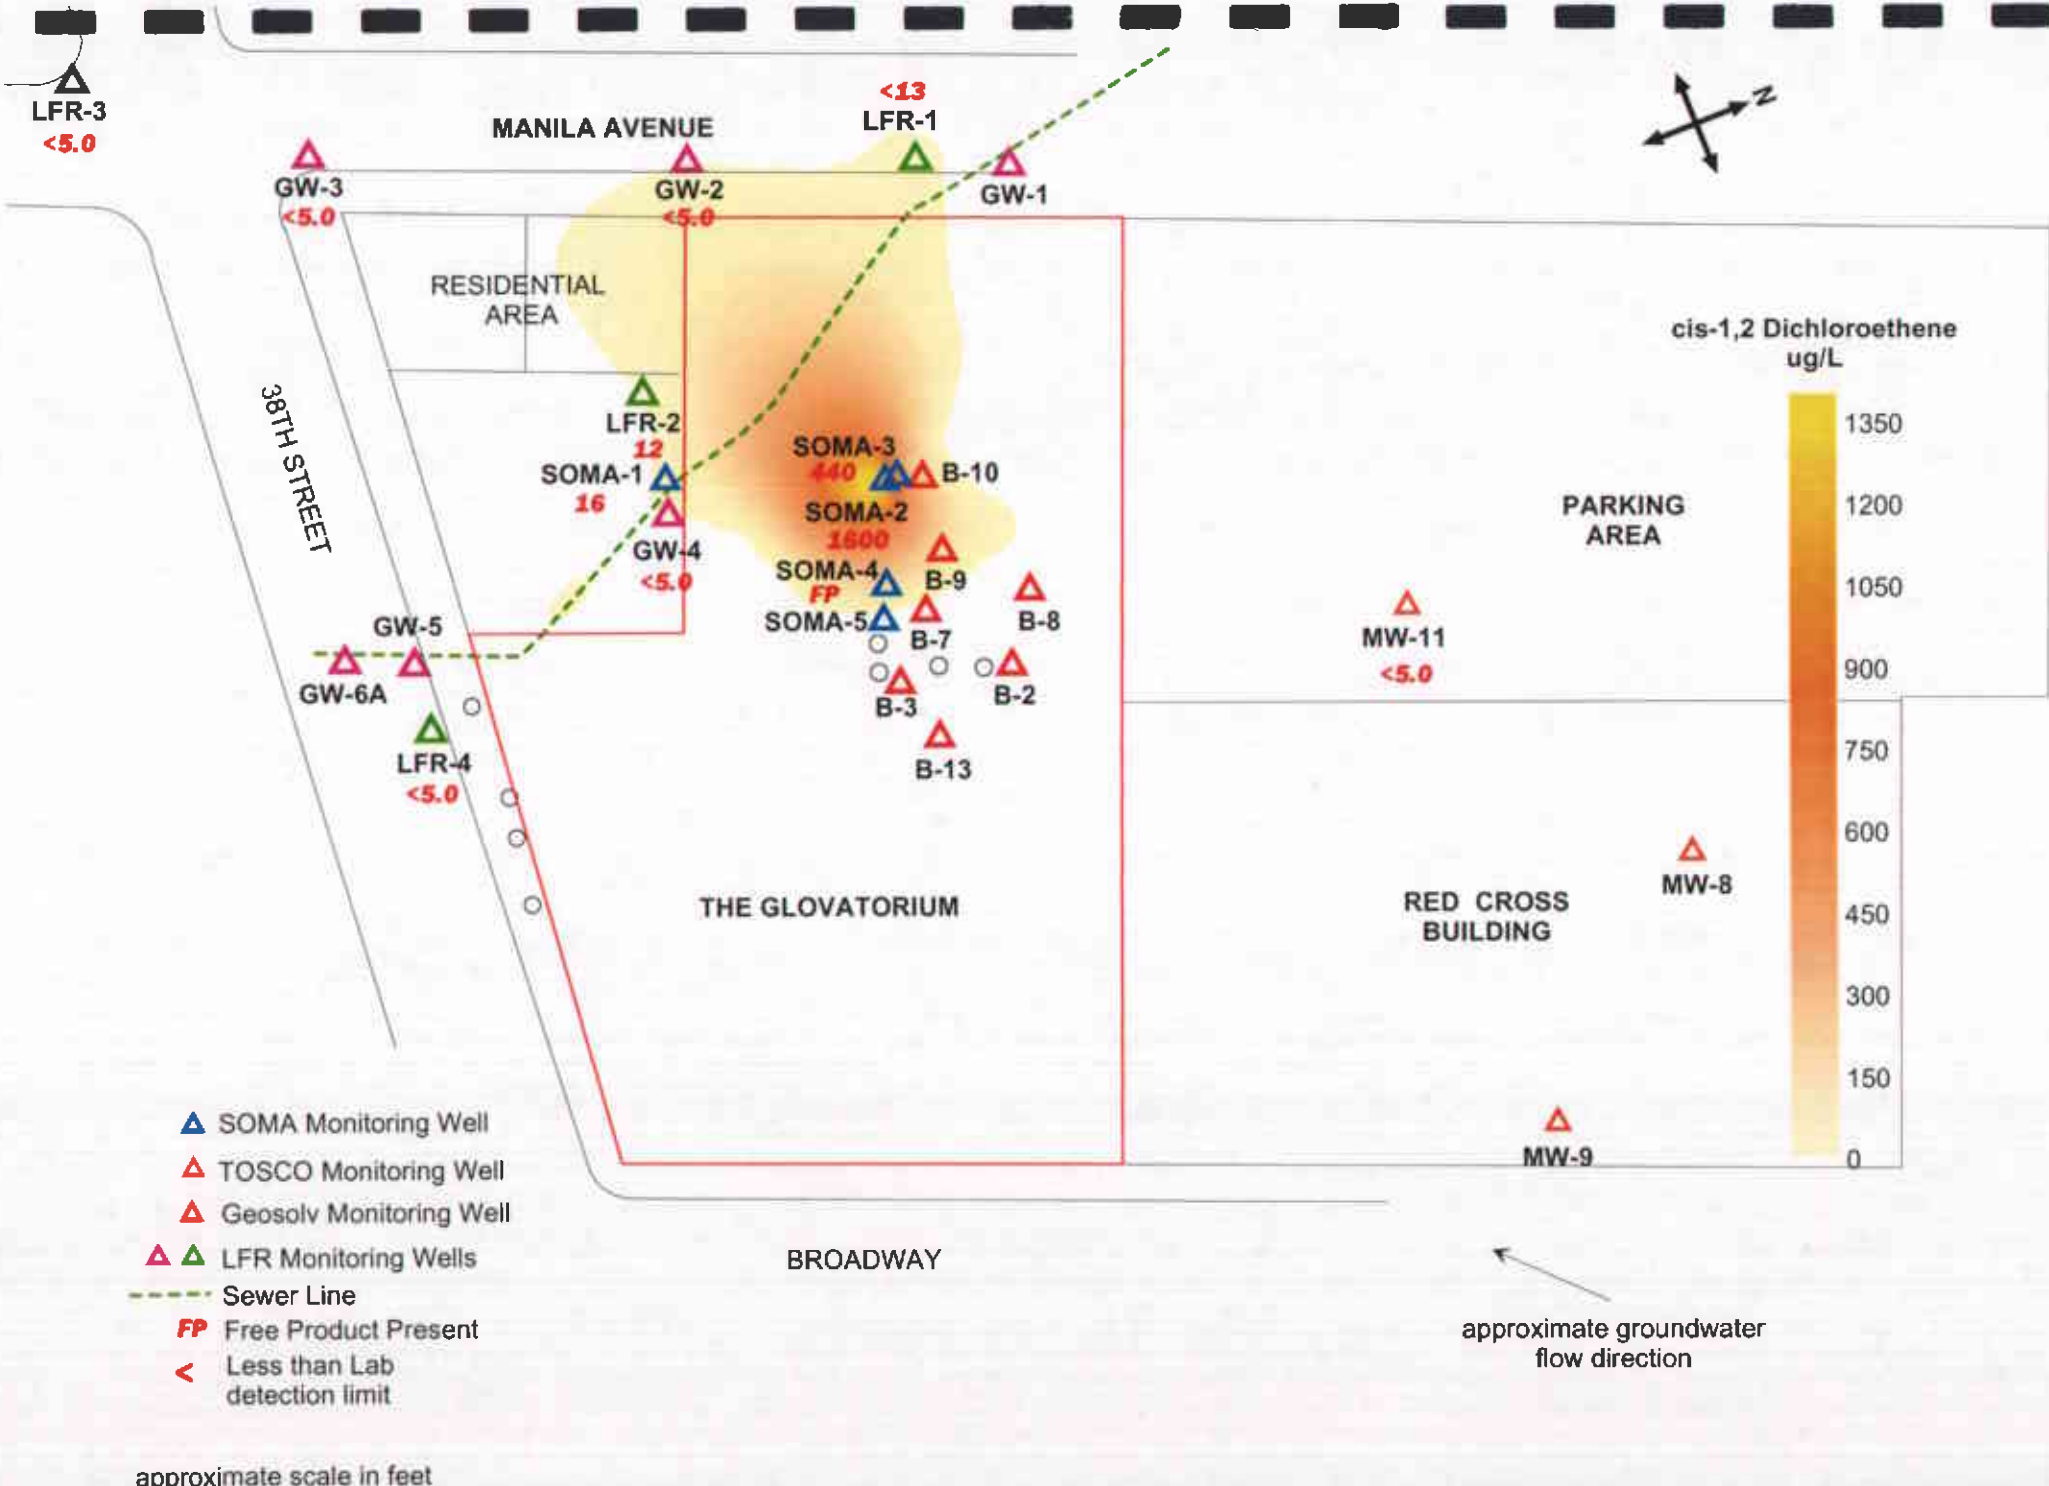 LFR-3
<5.0
MANILA AVENUE
<13
LFR-1
GW-3
<5.0
GW-2
<5.0
GW-1
N
RESIDENTIAL
AREA
38TH STREET
LFR-2
12
SOMA-1
16
GW-4
<5.0
SOMA-3
440
B-10
SOMA-2
1600
SOMA-4
FP
B-9
SOMA-5
B-7
B-8
B-3
B-2
B-13
GW-5
GW-6A
LFR-4
<5.0
THE GLOVATORIUM
PARKING
AREA
MW-11
<5.0
RED CROSS
BUILDING
MW-8
MW-9
cis-1,2 Dichloroethene
ug/L
1350
1200
1050
900
750
600
450
300
150
0
SOMA Monitoring Well
TOSCO Monitoring Well
Geosolv Monitoring Well
LFR Monitoring Wells
Sewer Line
FP Free Product Present
< Less than Lab
detection limit
BROADWAY
approximate groundwater
flow direction
approximate scale in feet